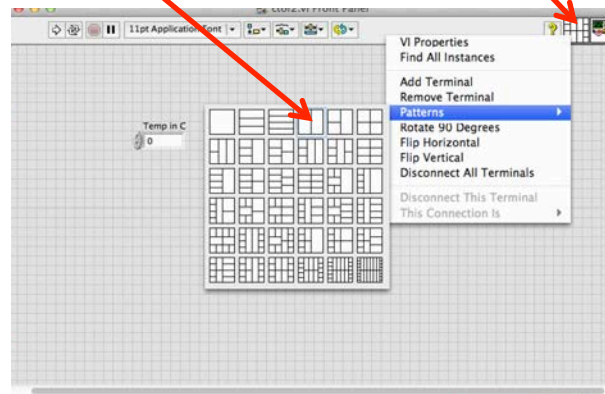 ctof2.vi Front Panel
11pt Application Font
?
VI Properties
Find All Instances
Add Terminal
Remove Terminal
Patterns
Rotate 90 Degrees
Flip Horizontal
Flip Vertical
Disconnect All Terminals
Disconnect This Terminal
This Connection Is
Temp in C
0